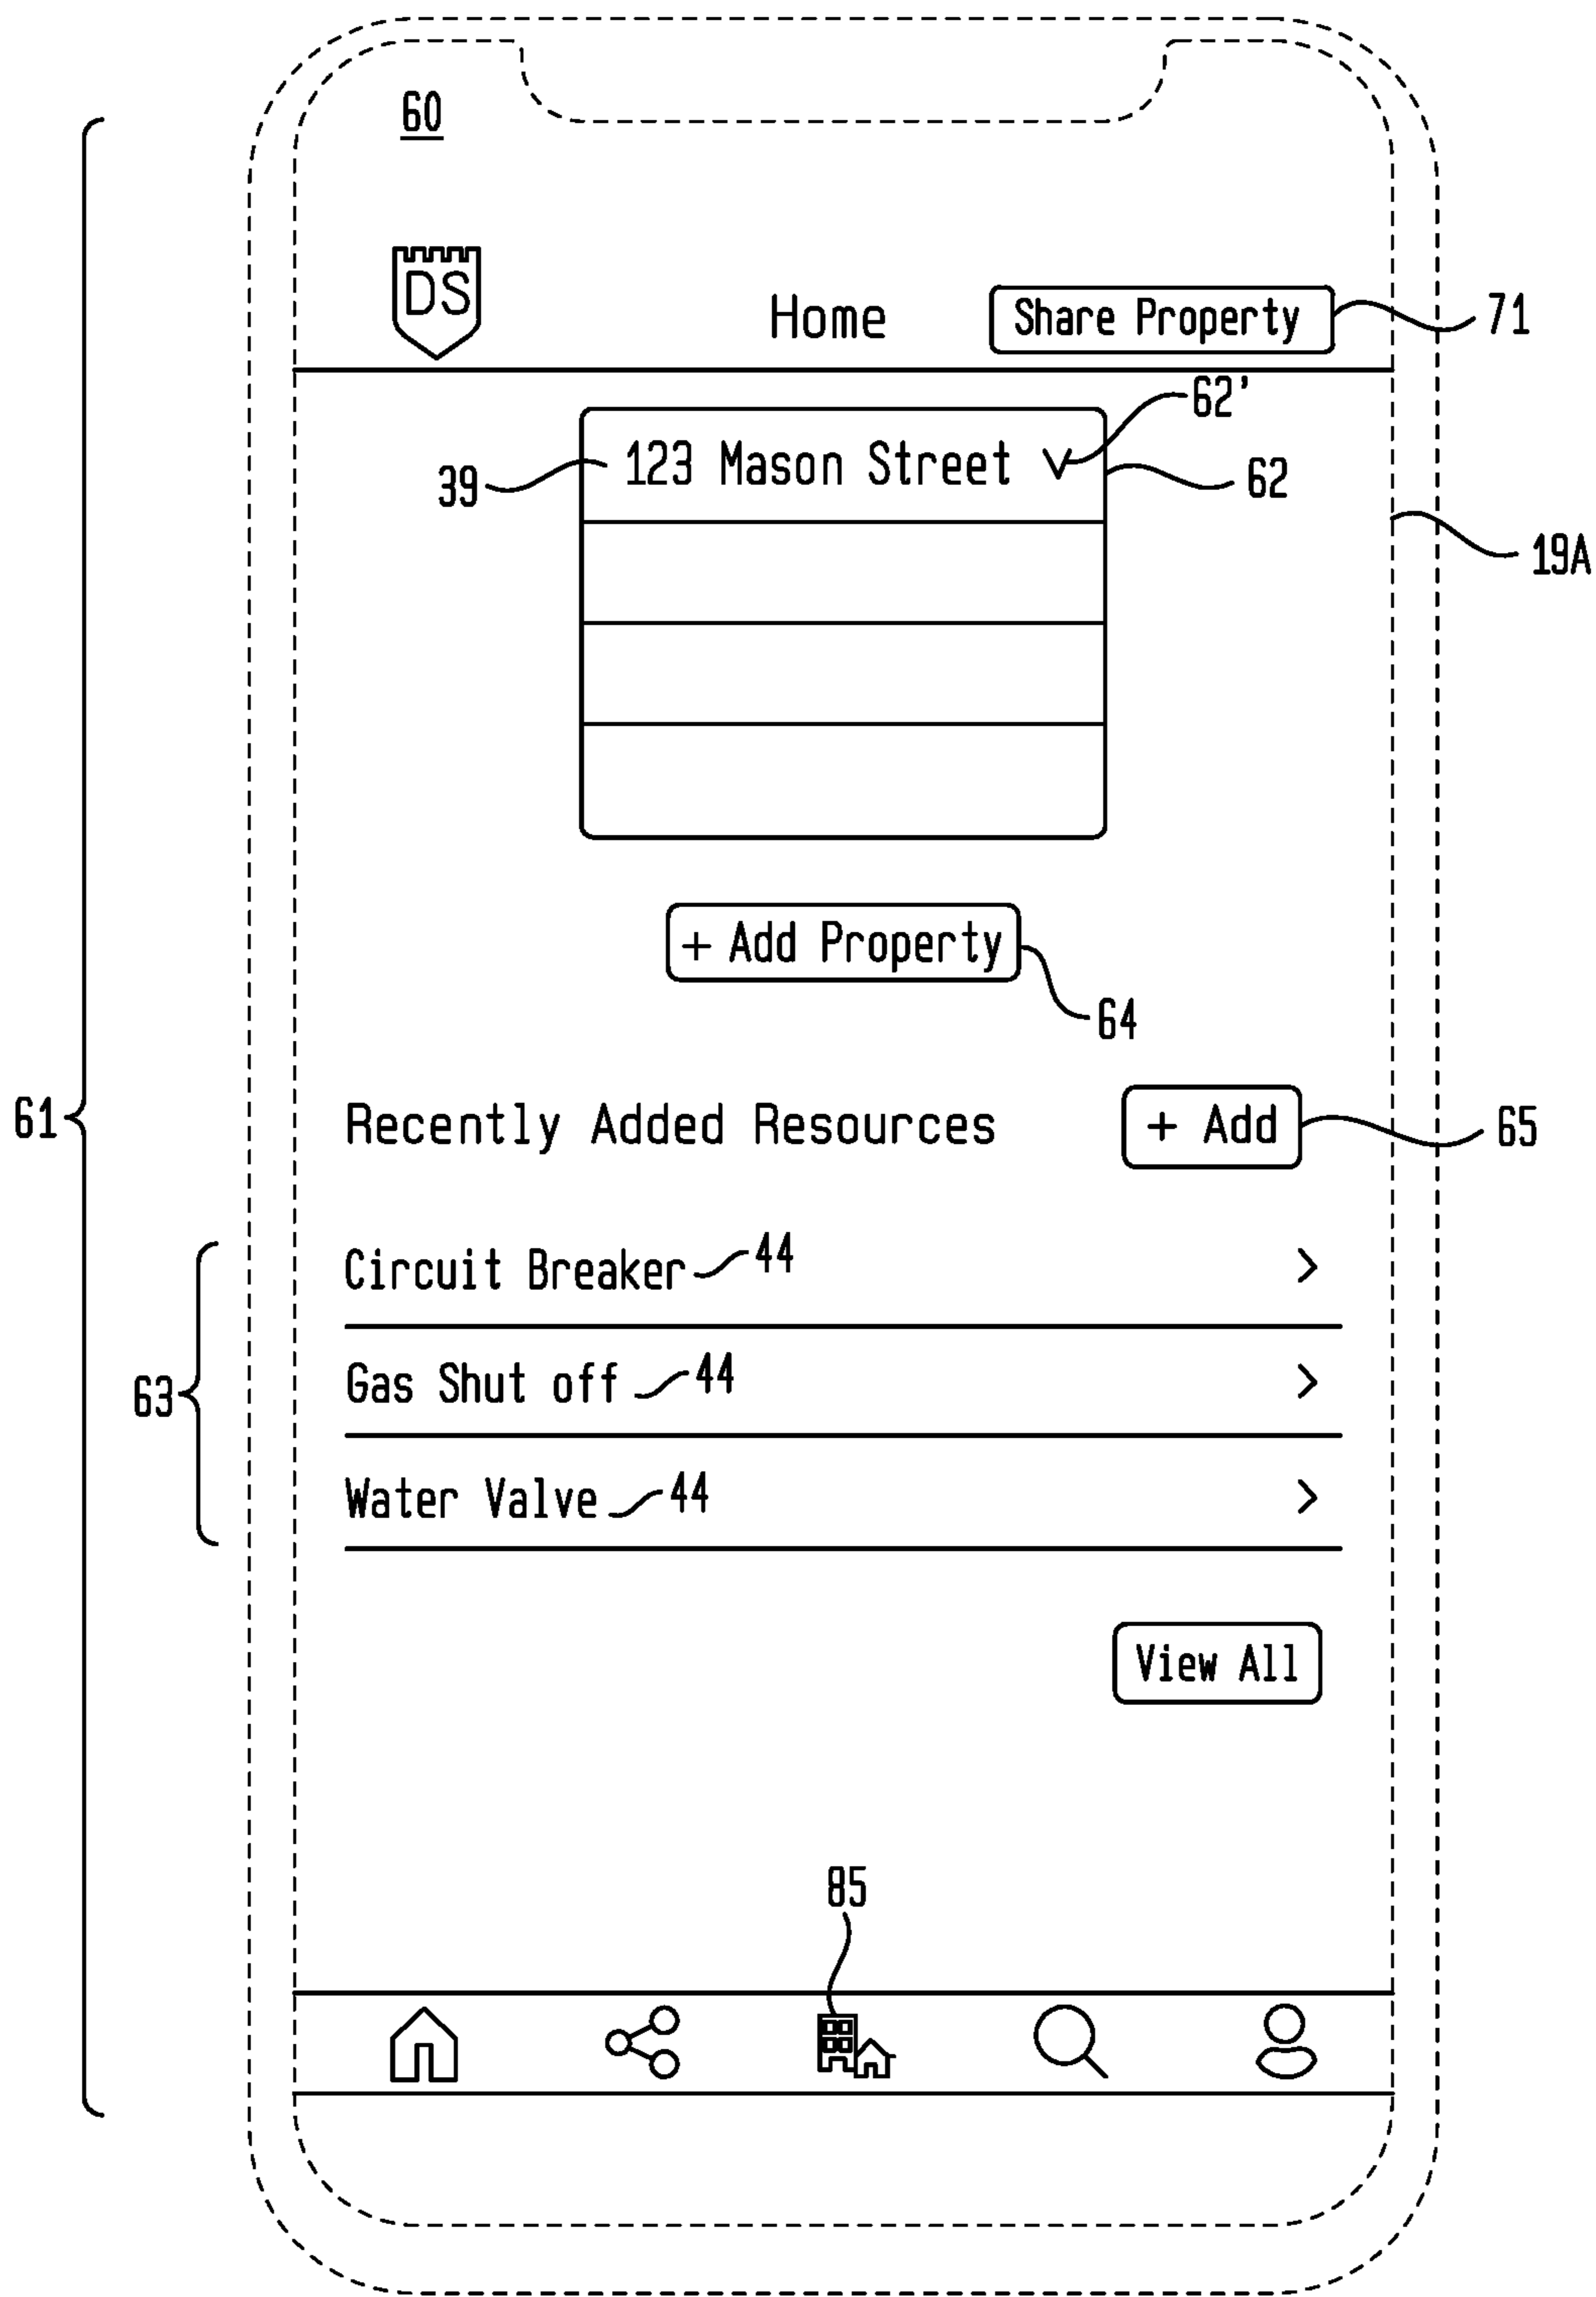 60
DS
Home
Share Property
71
62'
123 Mason Street
39
62
19A
+ Add Property
64
61
Recently Added Resources
+ Add
65
Circuit Breaker
44
63
Gas Shut off
44
Water Valve
44
View All
85